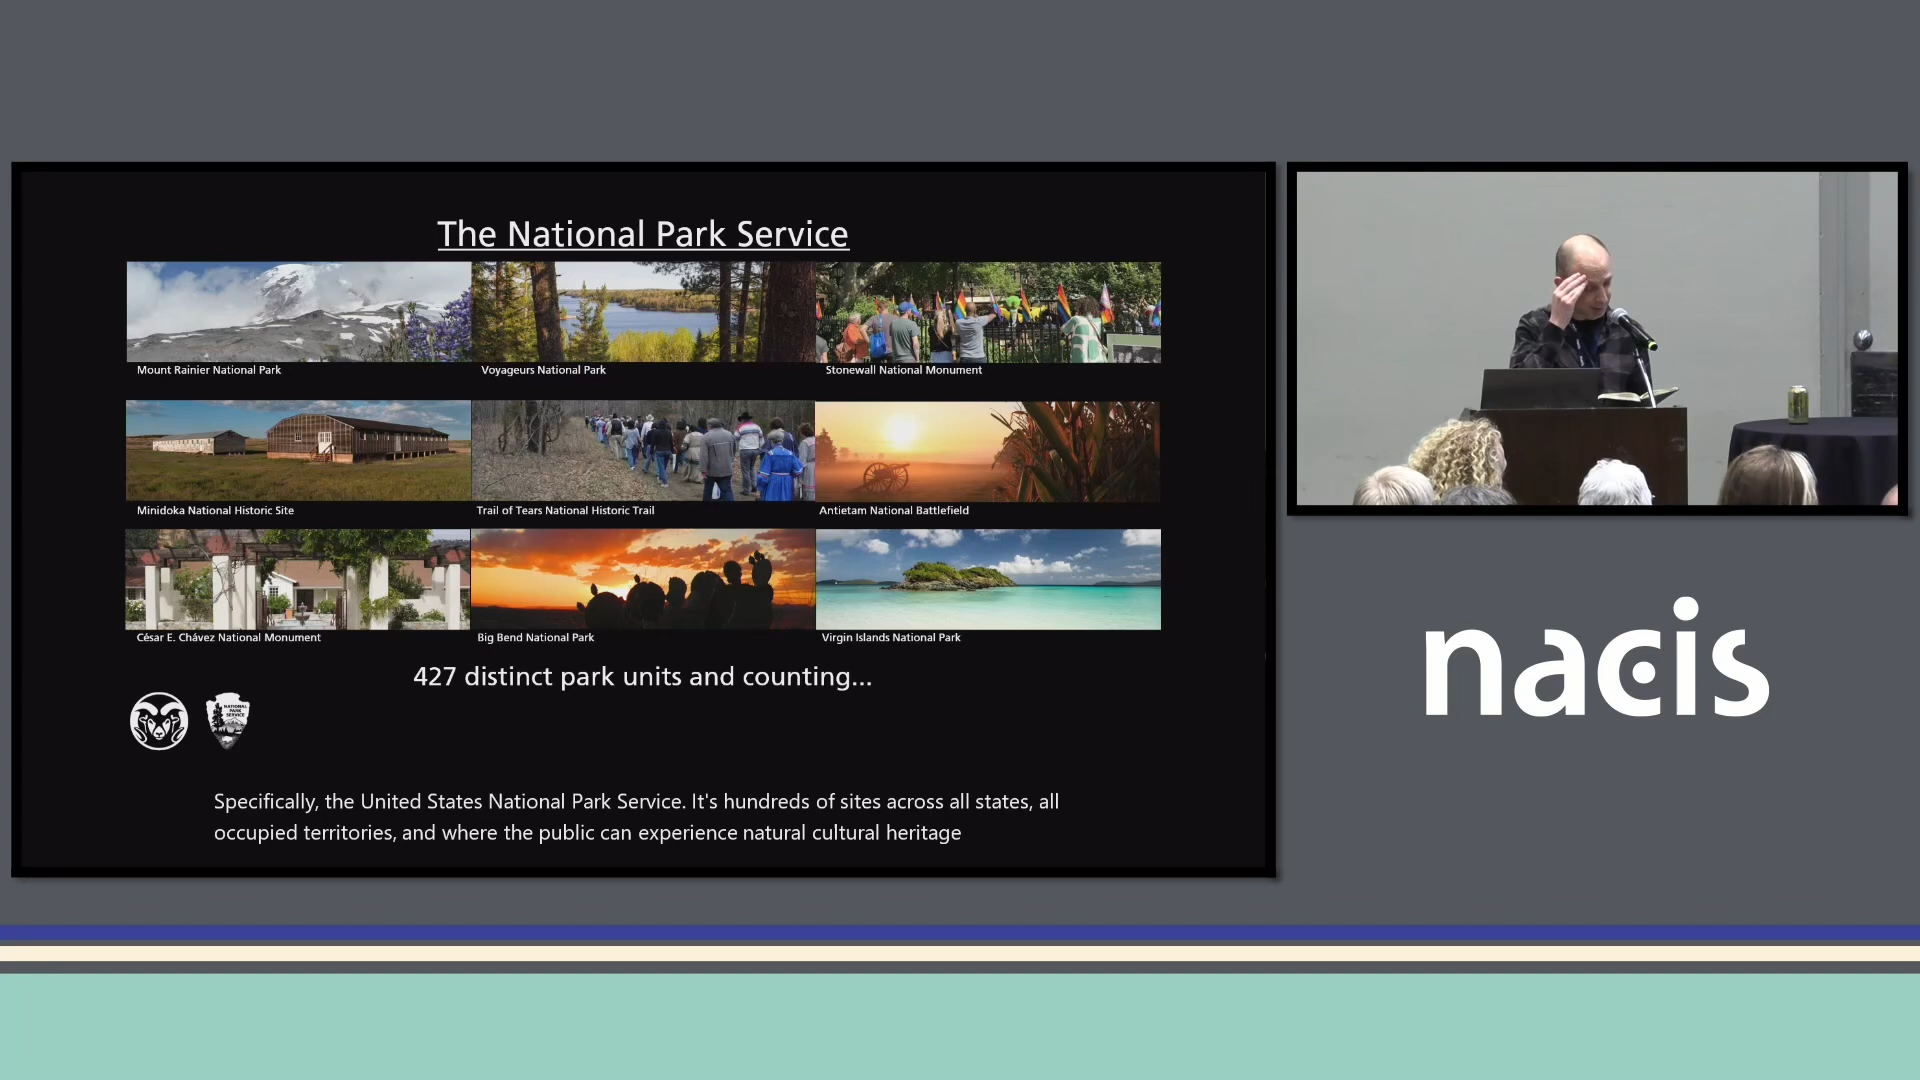 The National Park Service
Mount Rainier National Park
Voyageurs National Park
Stonewall National Monument
Minidoka National Historic Site
Trail of Tears National Historic Trail
Antietam National Battlefield
César E. Chávez National Monument
Big Bend National Park
Virgin Islands National Park
427 distinct park units and counting...
NATIONAL
PARK
SERVICE
Specifically, the United States National Park Service. It's hundreds of sites across all states, all
occupied territories, and where the public can experience natural cultural heritage
nacis